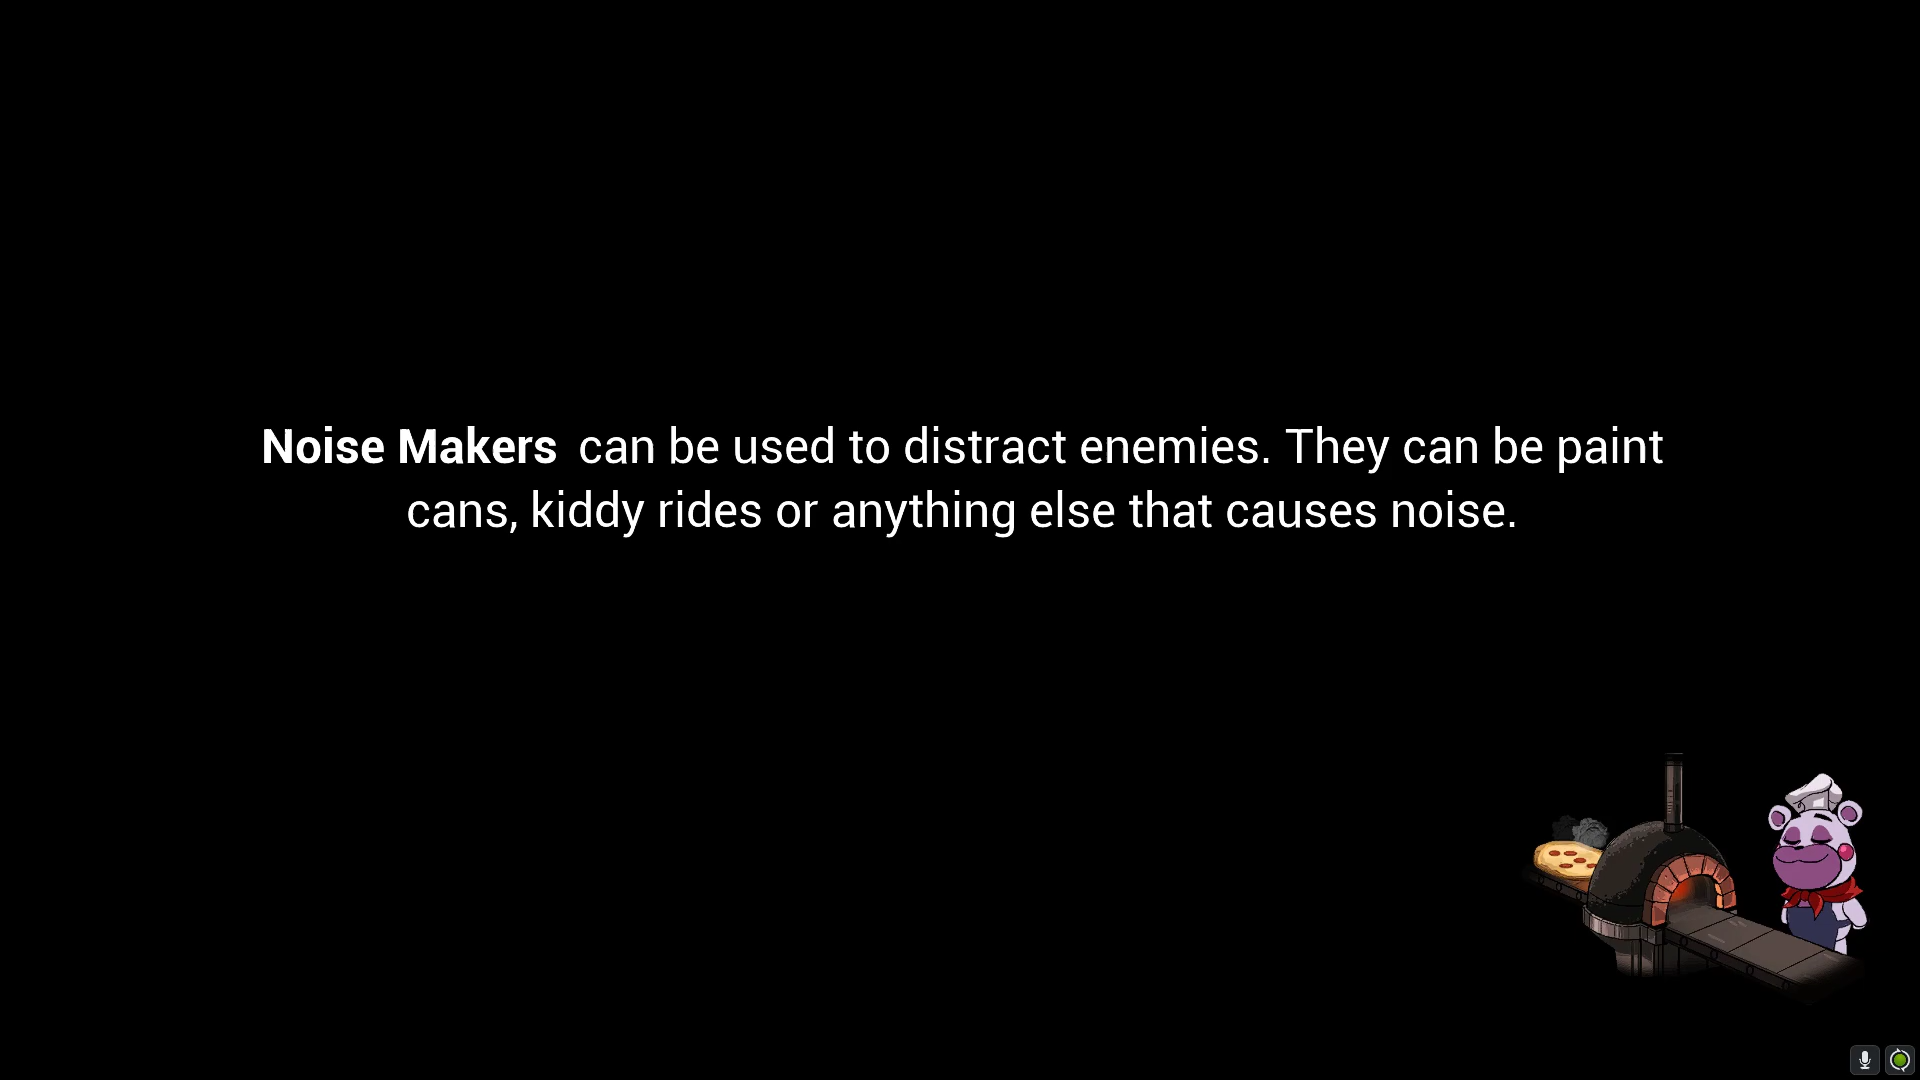 Noise Makers can be used to distract enemies. They can be paint
cans, kiddy rides or anything else that causes noise.